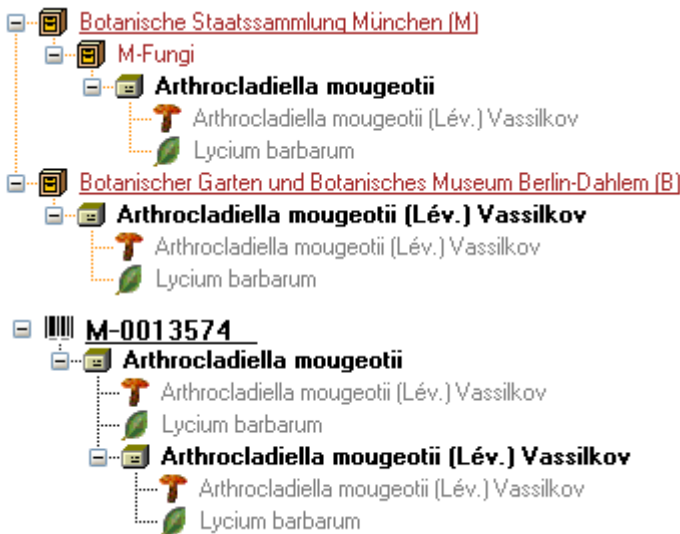 Botanische Staatssammlung München (M)
M-Fungi
Arthrocladiella mougeotii
Arthrocladiella mougeotii (Lév.) Vassilkov
Lycium barbarum
Botanischer Garten und Botanisches Museum Berlin-Dahlem (B)
Arthrocladiella mougeotii (Lév.) Vassilkov
Arthrocladiella mougeotii (Lév.) Vassilkov
Lycium barbarum
M-0013574
Arthrocladiella mougeotii
Arthrocladiella mougeotii (Lév.) Vassilkov
Lycium barbarum
Arthrocladiella mougeotii (Lév.) Vassilkov
Arthrocladiella mougeotii (Lév.) Vassilkov
Lycium barbarum